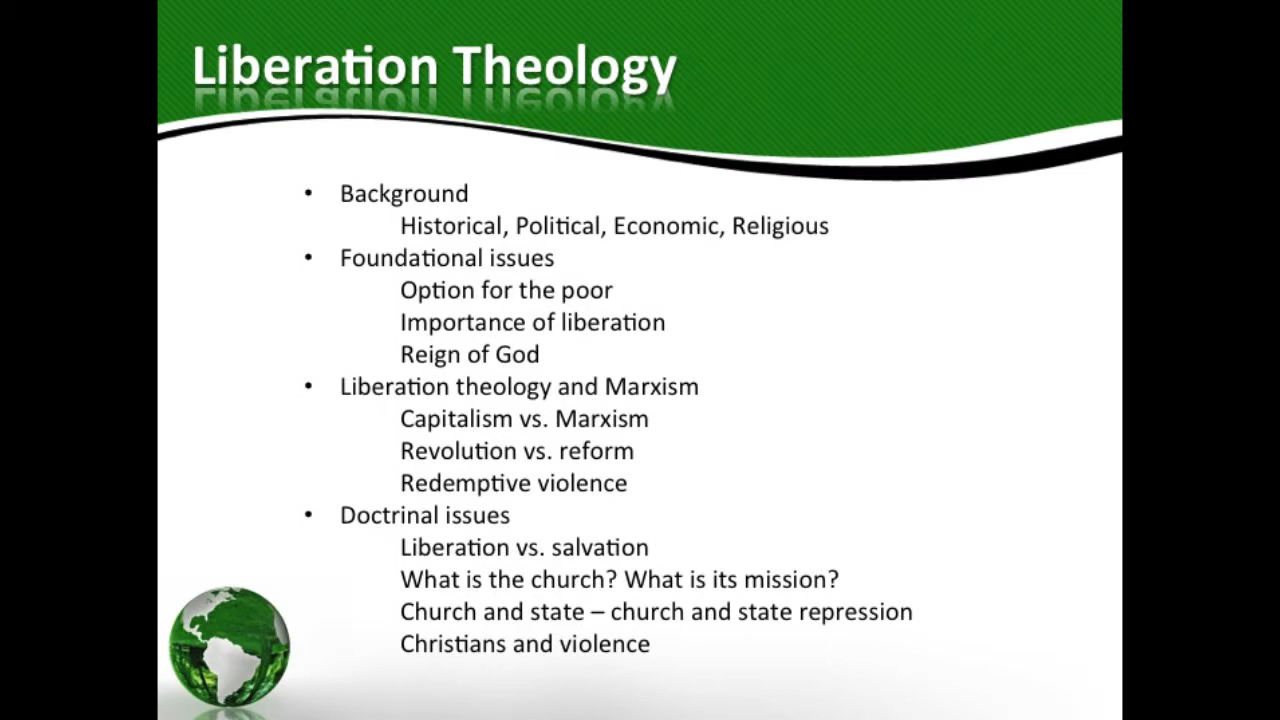 Liberation Theology
• Background
Historical, Political, Economic, Religious
• Foundational issues
Option for the poor
Importance of liberation
Reign of God
• Liberation theology and Marxism
Capitalism vs. Marxism
Revolution vs. reform
Redemptive violence
• Doctrinal issues
Liberation vs. salvation
What is the church? What is its mission?
Church and state – church and state repression
Christians and violence